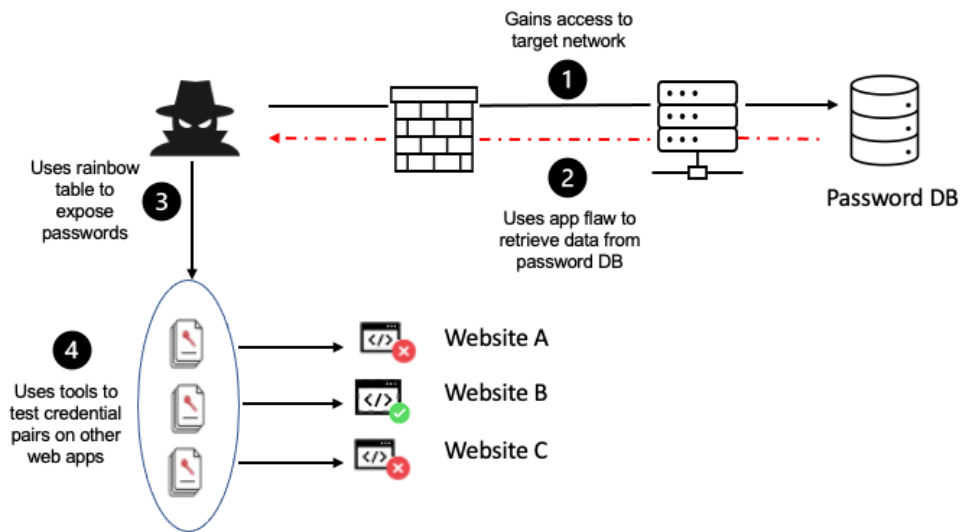 Gains access to
target network
1
2
Uses app flaw to
retrieve data from
password DB
Password DB
Uses rainbow
table to
expose
passwords
3
4
Uses tools to
test credential
pairs on other
web apps
</>
Website A
</>
Website B
</>
Website C